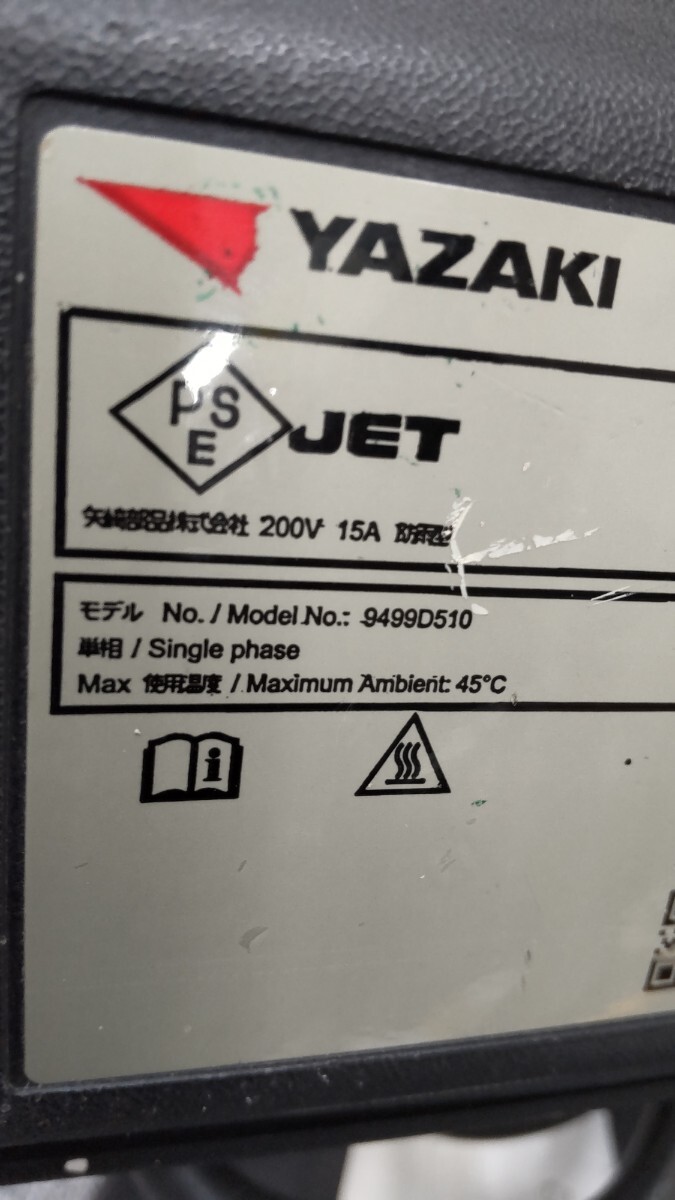 YAZAKI
PSE JET
矢崎部品株式会社 200V 15A 防雨型
モデル No. / Model No.: 9499D510
単相 / Single phase
Max 使用温度 / Maximum Ambient: 45°C